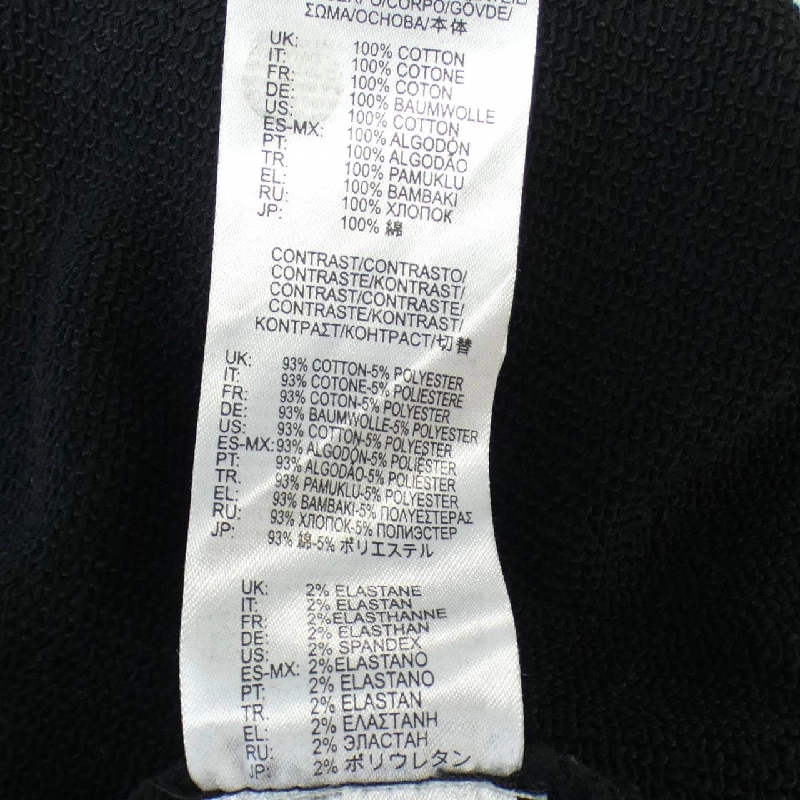 CORPO/GÖVDE/
ΣΩΜΑ/ОСНОВА/本体
UK: 100% COTTON
IT: 100% COTONE
FR: 100% COTON
DE: 100% BAUMWOLLE
US: 100% COTTON
ES-MX: 100% ALGODÓN
PT: 100% ALGODÃO
TR: 100% PAMUKLU
EL: 100% BAMBAKI
RU: 100% ХЛОПОК
JP: 100% 綿
CONTRAST/CONTRASTO/
CONTRASTE/KONTRAST/
CONTRAST/CONTRASTE/
CONTRASTE/KONTRAST/
ΚΟΝΤΡΑΣΤ/КОНТРАСТ/切替
UK: 93% COTTON-5% POLYESTER
IT: 93% COTONE-5% POLIESTERE
FR: 93% COTON-5% POLYESTER
DE: 93% BAUMWOLLE-5% POLYESTER
US: 93% COTTON-5% POLYESTER
ES-MX: 93% ALGODÓN-5% POLIÉSTER
PT: 93% ALGODÃO-5% POLIÉSTER
TR: 93% PAMUKLU-5% POLYESTER
EL: 93% ΒΑΜΒΑΚΙ-5% ΠΟΛΥΕΣΤΕΡΑΣ
RU: 93% ХЛОПОК-5% ПОЛИЭСТЕР
JP: 93% 綿-5% ポリエステル
UK: 2% ELASTANE
IT: 2% ELASTAN
FR: 2% ELASTHANNE
DE: 2% ELASTHAN
US: 2% SPANDEX
ES-MX: 2% ELASTANO
PT: 2% ELASTANO
TR: 2% ELASTAN
EL: 2% ΕΛΑΣΤΑΝΗ
RU: 2% ЭЛАСТАН
JP: 2% ポリウレタン